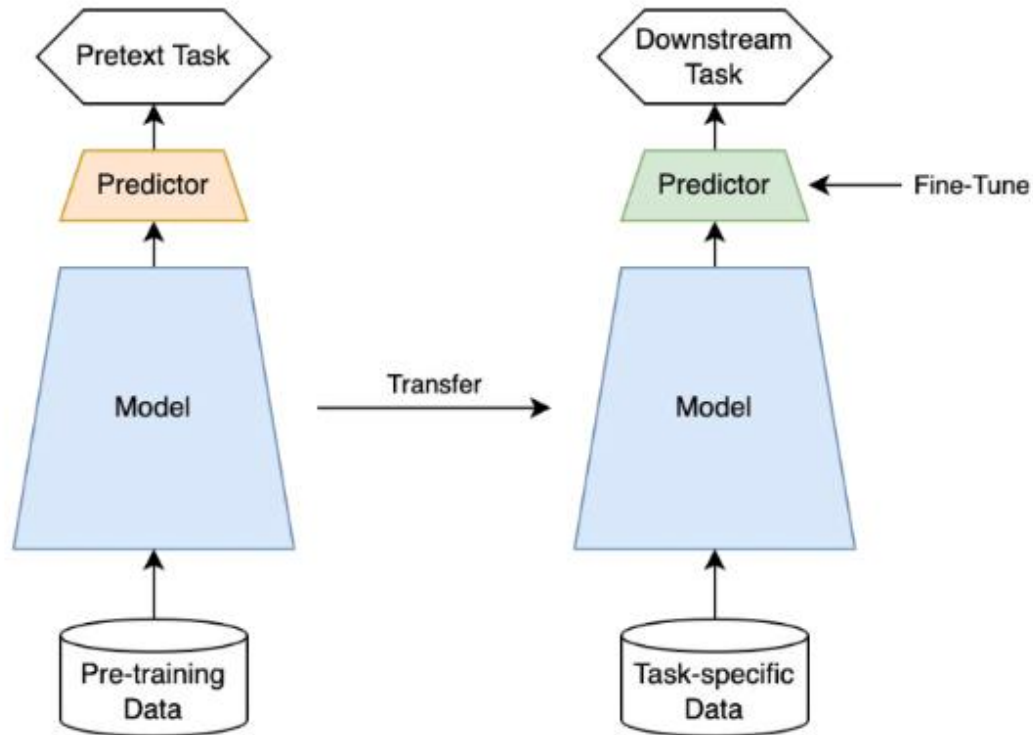 Pretext Task
Predictor
Model
Pre-training
Data
Transfer
Downstream
Task
Predictor
Fine-Tune
Model
Task-specific
Data